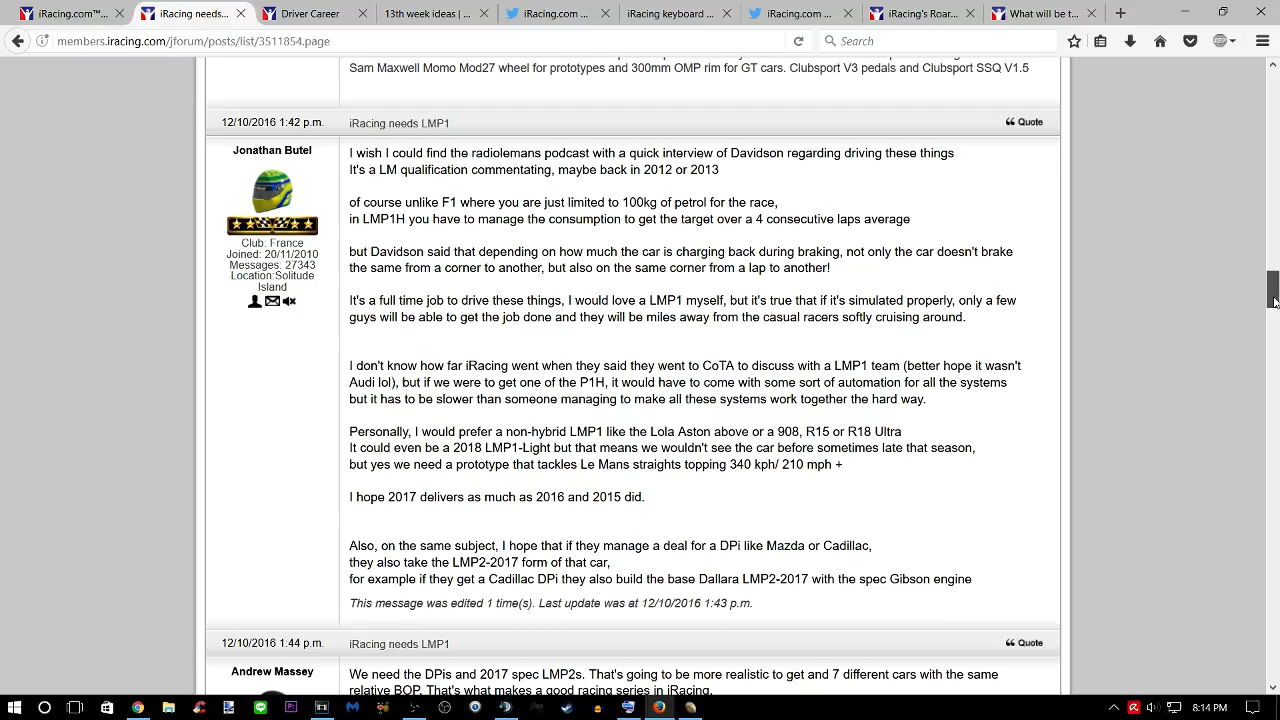 iRacing.com™...
iRacing needs...
Driver Career
13th week ideas | ...
iRacing.com ...
iRacing keyboard ...
iRacing.com ...
iRacing's Roar...
What will be t...
members.iracing.com/jforum/posts/list/3511854.page
Search
Sam Maxwell Momo Mod27 wheel for prototypes and 300mm OMP rim for GT cars. Clubsport V3 pedals and Clubsport SSQ V1.5
12/10/2016 1:42 p.m.
iRacing needs LMP1
Quote
Jonathan Butel
Club: France
Joined: 20/11/2010
Messages: 27343
Location:Solitude
Island
I wish I could find the radiolemans podcast with a quick interview of Davidson regarding driving these things
It's a LM qualification commentating, maybe back in 2012 or 2013
of course unlike F1 where you are just limited to 100kg of petrol for the race,
in LMP1H you have to manage the consumption to get the target over a 4 consecutive laps average
but Davidson said that depending on how much the car is charging back during braking, not only the car doesn't brake
the same from a corner to another, but also on the same corner from a lap to another!
It's a full time job to drive these things, I would love a LMP1 myself, but it's true that if it's simulated properly, only a few
guys will be able to get the job done and they will be miles away from the casual racers softly cruising around.
I don't know how far iRacing went when they said they went to CoTA to discuss with a LMP1 team (better hope it wasn't
Audi lol), but if we were to get one of the P1H, it would have to come with some sort of automation for all the systems
but it has to be slower than someone managing to make all these systems work together the hard way.
Personally, I would prefer a non-hybrid LMP1 like the Lola Aston above or a 908, R15 or R18 Ultra
It could even be a 2018 LMP1-Light but that means we wouldn't see the car before sometimes late that season,
but yes we need a prototype that tackles Le Mans straights topping 340 kph/ 210 mph +
I hope 2017 delivers as much as 2016 and 2015 did.
Also, on the same subject, I hope that if they manage a deal for a DPi like Mazda or Cadillac,
they also take the LMP2-2017 form of that car,
for example if they get a Cadillac DPi they also build the base Dallara LMP2-2017 with the spec Gibson engine
This message was edited 1 time(s). Last update was at 12/10/2016 1:43 p.m.
12/10/2016 1:44 p.m.
iRacing needs LMP1
Quote
Andrew Massey
We need the DPis and 2017 spec LMP2s. That's going to be more realistic to get and 7 different cars with the same
relative BOP. That's what makes a good racing series in iRacing.
8:14 PM